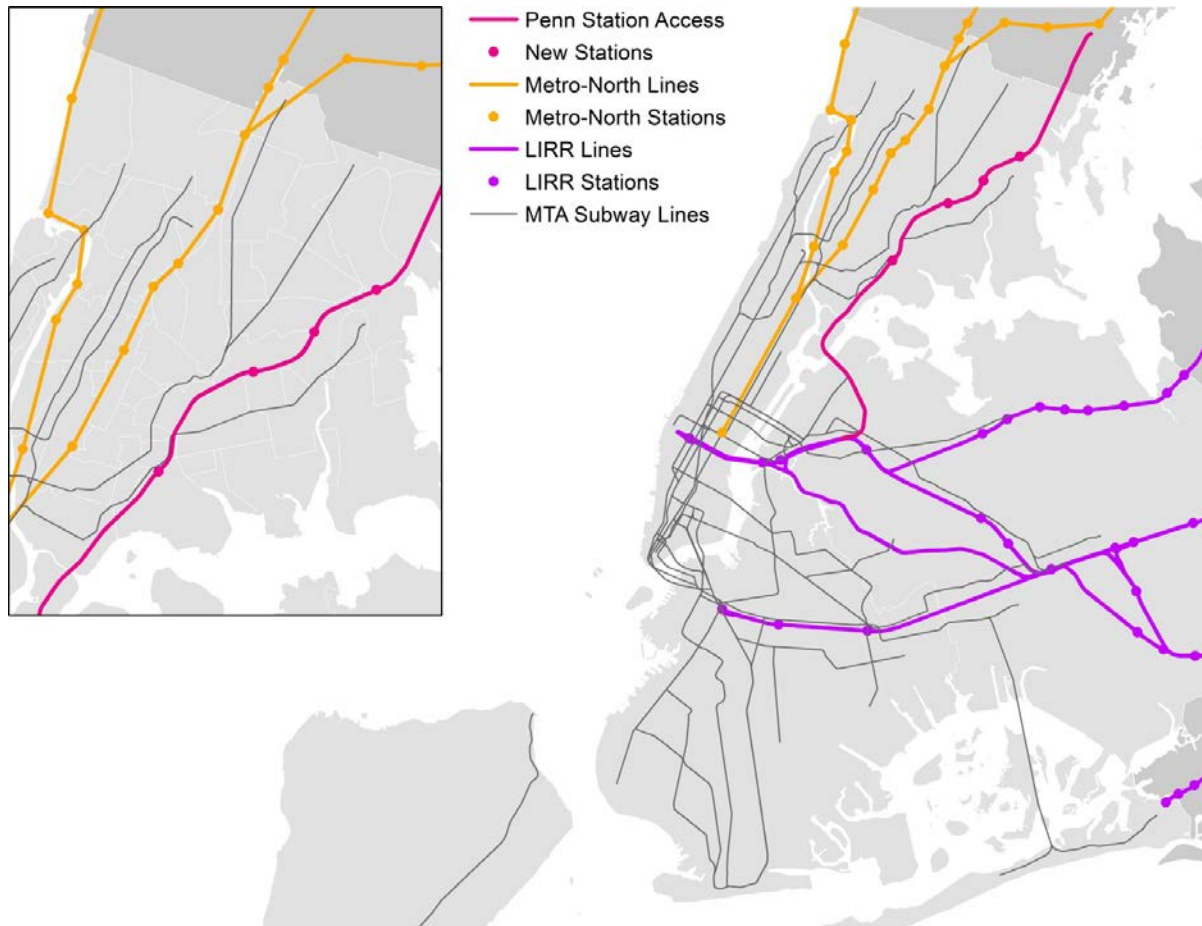 Penn Station Access
New Stations
Metro-North Lines
Metro-North Stations
LIRR Lines
LIRR Stations
MTA Subway Lines